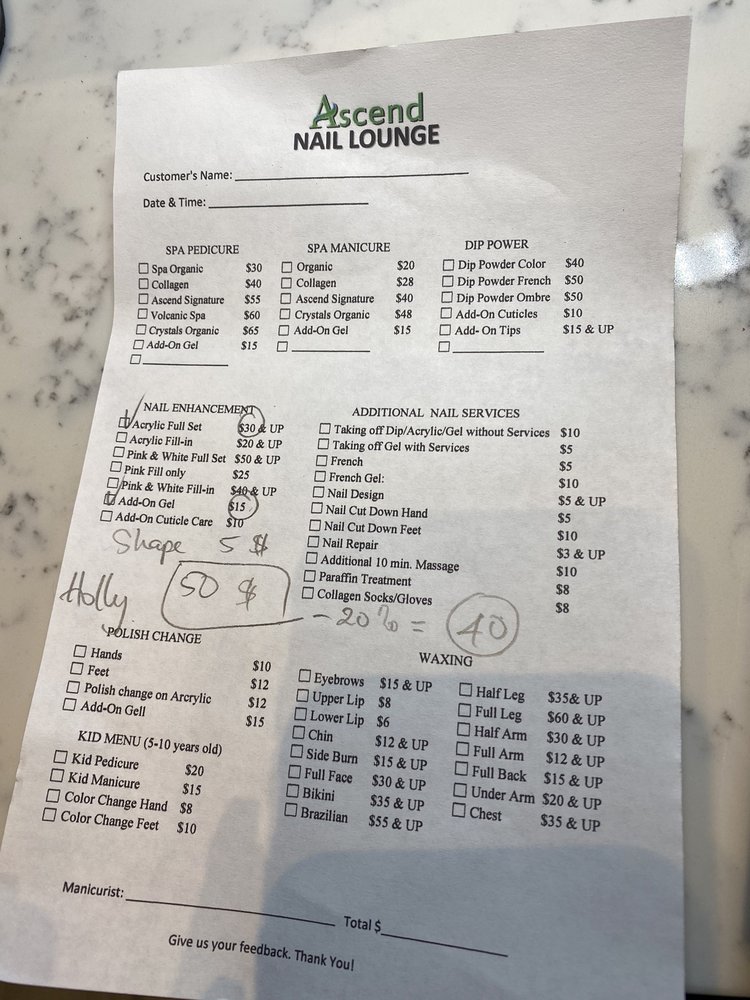 Ascend
NAIL LOUNGE
Customer's Name:
Date & Time:
SPA PEDICURE
Spa Organic $30
Collagen $40
Ascend Signature $55
Volcanic Spa $60
Crystals Organic $65
Add-On Gel $15
SPA MANICURE
Organic $20
Collagen $28
Ascend Signature $40
Crystals Organic $48
Add-On Gel $15
DIP POWER
Dip Powder Color $40
Dip Powder French $50
Dip Powder Ombre $50
Add-On Cuticles $10
Add- On Tips $15 & UP
NAIL ENHANCEMENT
Acrylic Full Set $30 & UP
Acrylic Fill-in $20 & UP
Pink & White Full Set $50 & UP
Pink Fill only $25
Pink & White Fill-in $40 & UP
Add-On Gel $15
Add-On Cuticle Care $10
Shape 5 $
Holly 50 $ - 20% = 40
ADDITIONAL NAIL SERVICES
Taking off Dip/Acrylic/Gel without Services $10
Taking off Gel with Services $5
French $5
French Gel: $10
Nail Design $5 & UP
Nail Cut Down Hand $5
Nail Cut Down Feet $10
Nail Repair $3 & UP
Additional 10 min. Massage $10
Paraffin Treatment $8
Collagen Socks/Gloves $8
POLISH CHANGE
Hands $10
Feet $12
Polish change on Arcrylic $12
Add-On Gell $15
KID MENU (5-10 years old)
Kid Pedicure $20
Kid Manicure $15
Color Change Hand $8
Color Change Feet $10
WAXING
Eyebrows $15 & UP
Upper Lip $8
Lower Lip $6
Chin $12 & UP
Side Burn $15 & UP
Full Face $30 & UP
Bikini $35 & UP
Brazilian $55 & UP
Half Leg $35& UP
Full Leg $60 & UP
Half Arm $30 & UP
Full Arm $12 & UP
Full Back $15 & UP
Under Arm $20 & UP
Chest $35 & UP
Manicurist:
Total $
Give us your feedback. Thank You!